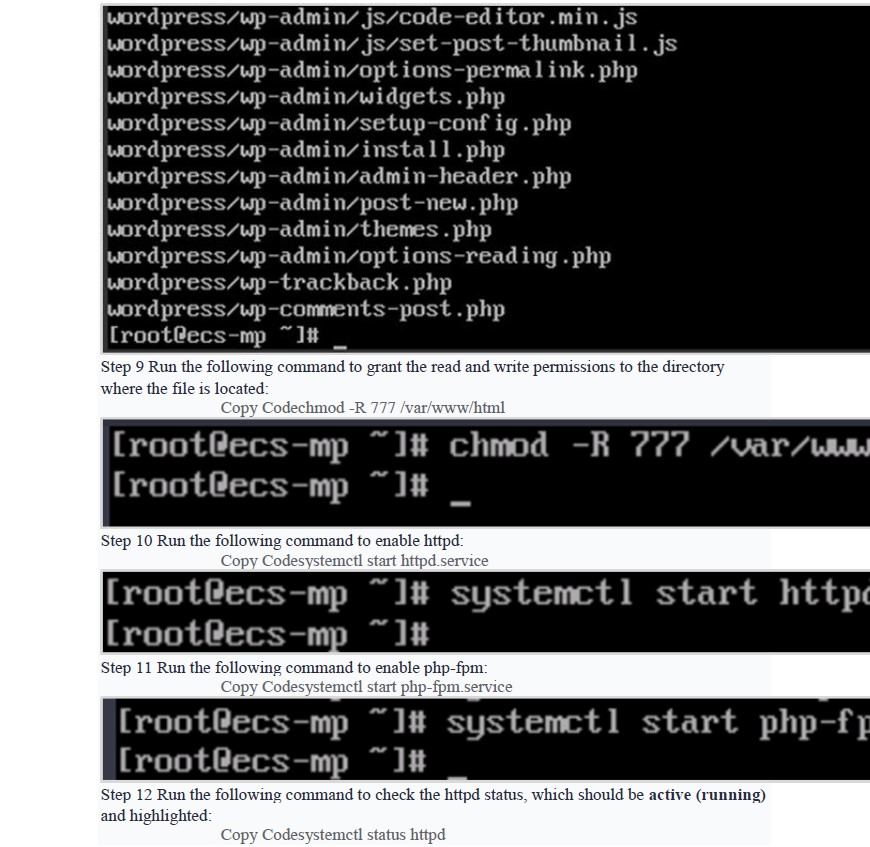 wordpress/wp-admin/js/code-editor.min.js
wordpress/wp-admin/js/set-post-thumbnail.js
wordpress/wp-admin/options-permalink.php
wordpress/wp-admin/widgets.php
wordpress/wp-admin/setup-config.php
wordpress/wp-admin/install.php
wordpress/wp-admin/admin-header.php
wordpress/wp-admin/post-new.php
wordpress/wp-admin/themes.php
wordpress/wp-admin/options-reading.php
wordpress/wp-trackback.php
wordpress/wp-comments-post.php
[root@ecs-mp ~]# _
Step 9 Run the following command to grant the read and write permissions to the directory
where the file is located:
Copy Codechmod -R 777 /var/www/html
[root@ecs-mp ~]# chmod -R 777 /var/www
[root@ecs-mp ~]# _
Step 10 Run the following command to enable httpd:
Copy Codesystemctl start httpd.service
[root@ecs-mp ~]# systemctl start httpd
[root@ecs-mp ~]#
Step 11 Run the following command to enable php-fpm:
Copy Codesystemctl start php-fpm.service
[root@ecs-mp ~]# systemctl start php-fp
[root@ecs-mp ~]# _
Step 12 Run the following command to check the httpd status, which should be active (running)
and highlighted:
Copy Codesystemctl status httpd